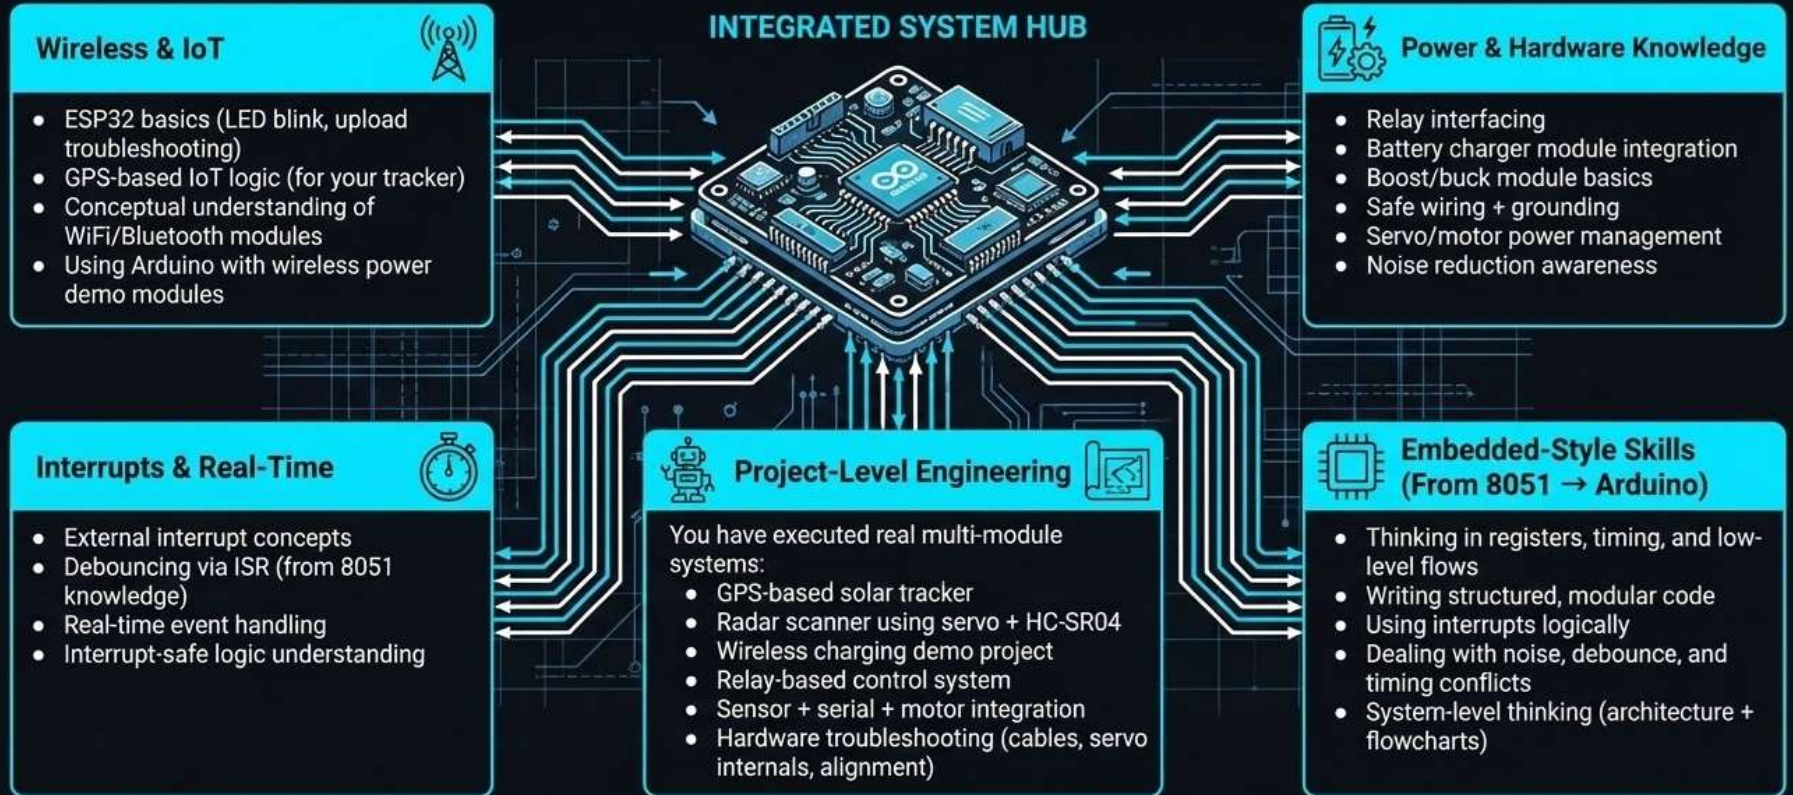 INTEGRATED SYSTEM HUB
Wireless & IoT
• ESP32 basics (LED blink, upload
troubleshooting)
• GPS-based IoT logic (for your tracker)
• Conceptual understanding of
WiFi/Bluetooth modules
• Using Arduino with wireless power
demo modules
Power & Hardware Knowledge
• Relay interfacing
• Battery charger module integration
• Boost/buck module basics
• Safe wiring + grounding
• Servo/motor power management
• Noise reduction awareness
Interrupts & Real-Time
• External interrupt concepts
• Debouncing via ISR (from 8051
knowledge)
• Real-time event handling
• Interrupt-safe logic understanding
Project-Level Engineering
You have executed real multi-module
systems:
• GPS-based solar tracker
• Radar scanner using servo + HC-SR04
• Wireless charging demo project
• Relay-based control system
• Sensor + serial + motor integration
• Hardware troubleshooting (cables, servo
internals, alignment)
Embedded-Style Skills
(From 8051 → Arduino)
• Thinking in registers, timing, and low-
level flows
• Writing structured, modular code
• Using interrupts logically
• Dealing with noise, debounce, and
timing conflicts
• System-level thinking (architecture +
flowcharts)